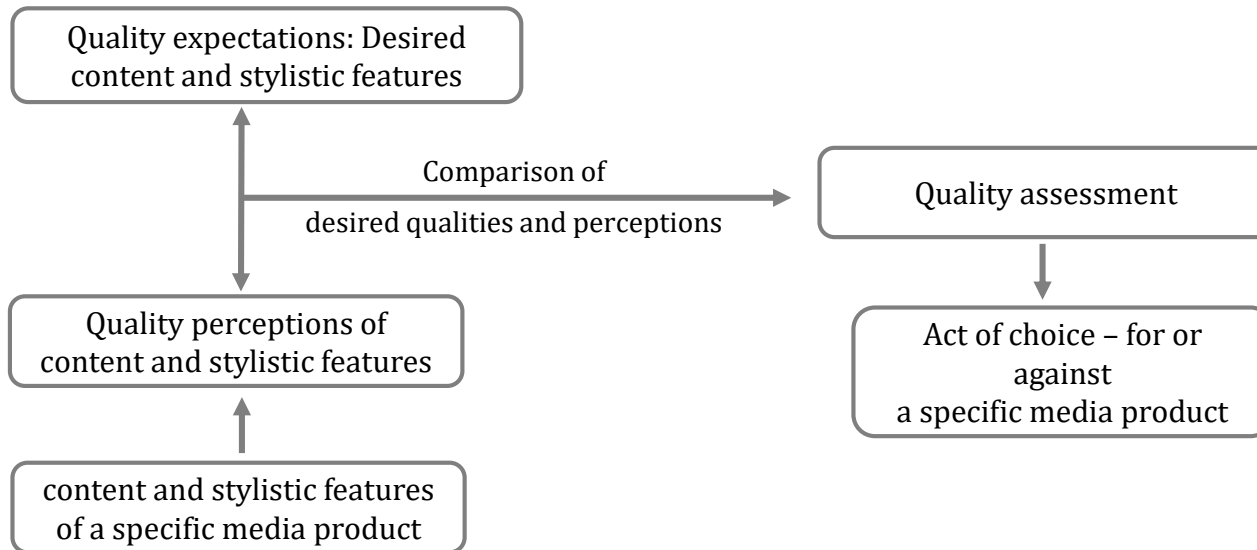 Quality expectations: Desired
content and stylistic features
Comparison of
desired qualities and perceptions
Quality assessment
Quality perceptions of
content and stylistic features
Act of choice – for or
against
a specific media product
content and stylistic features
of a specific media product